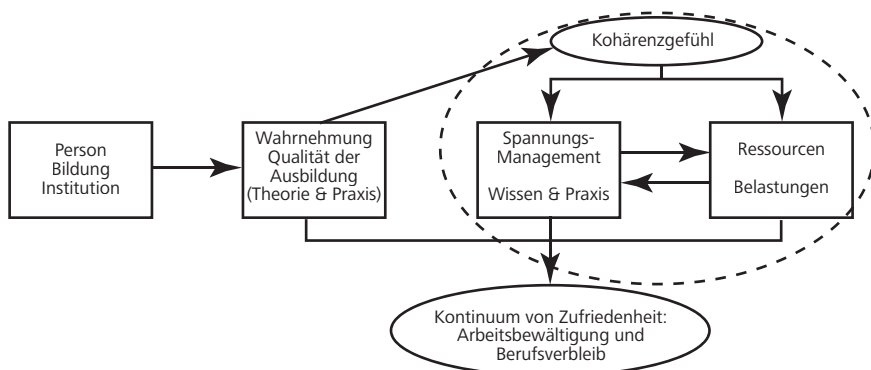 Kohärenzgefühl
Person
Bildung
Institution
Wahrnehmung
Qualität der
Ausbildung
(Theorie & Praxis)
Spannungs-
Management
Wissen & Praxis
Ressourcen
Belastungen
Kontinuum von Zufriedenheit:
Arbeitsbewältigung und
Berufsverbleib